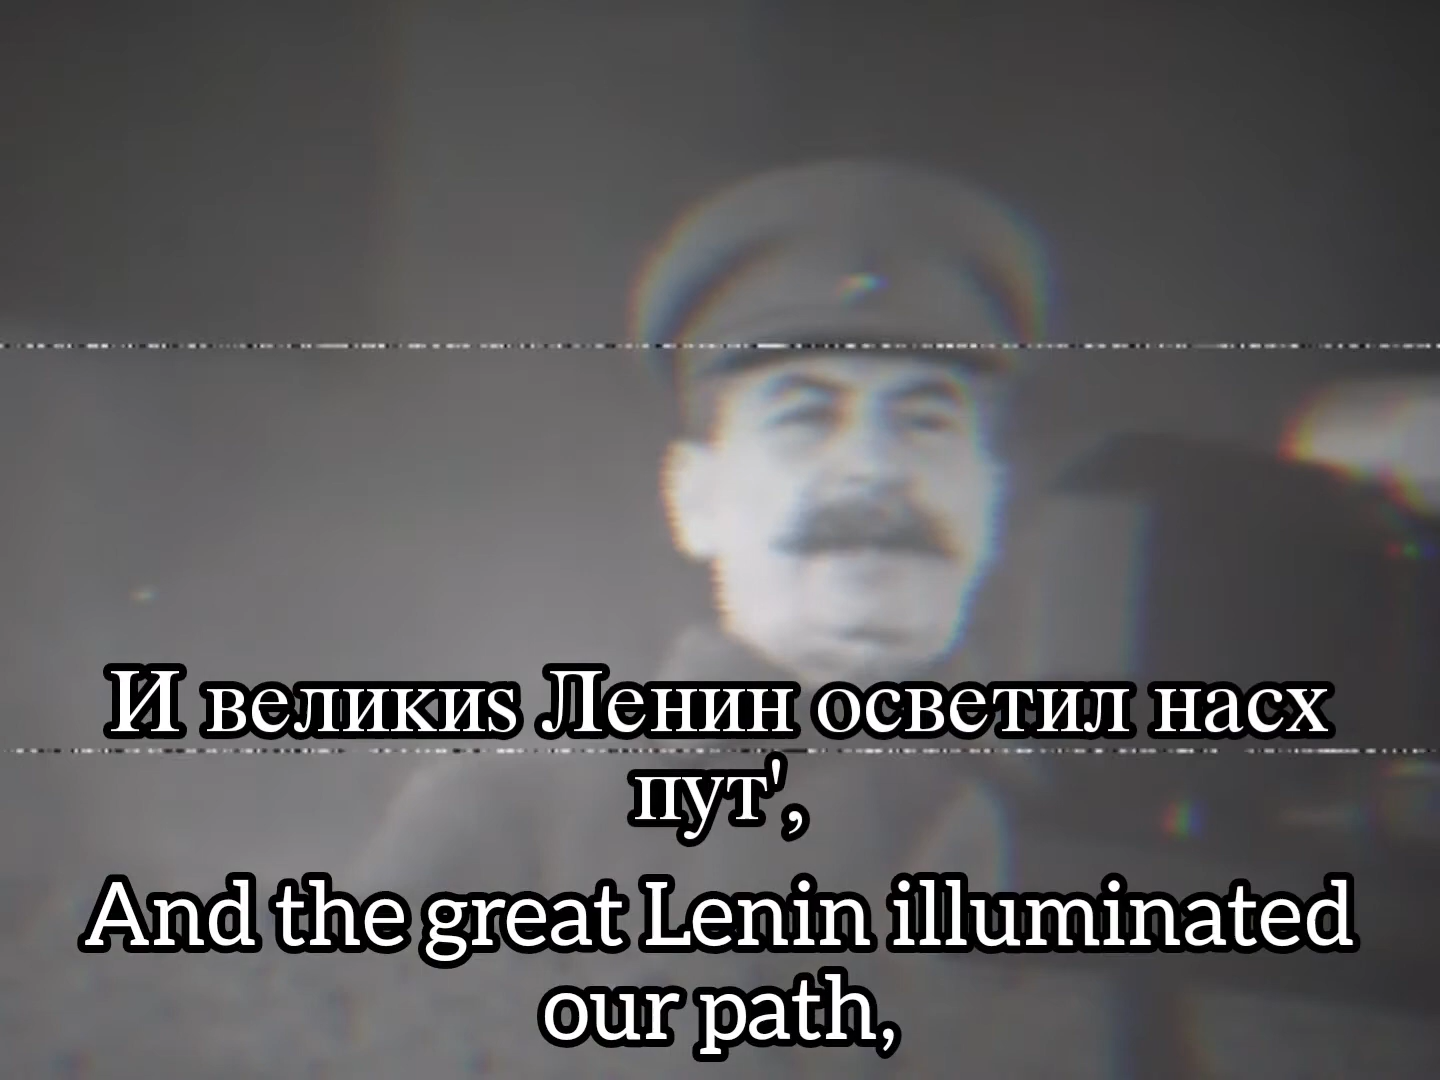 И великиѕ Ленин осветил насх
пут',
And the great Lenin illuminated
our path,